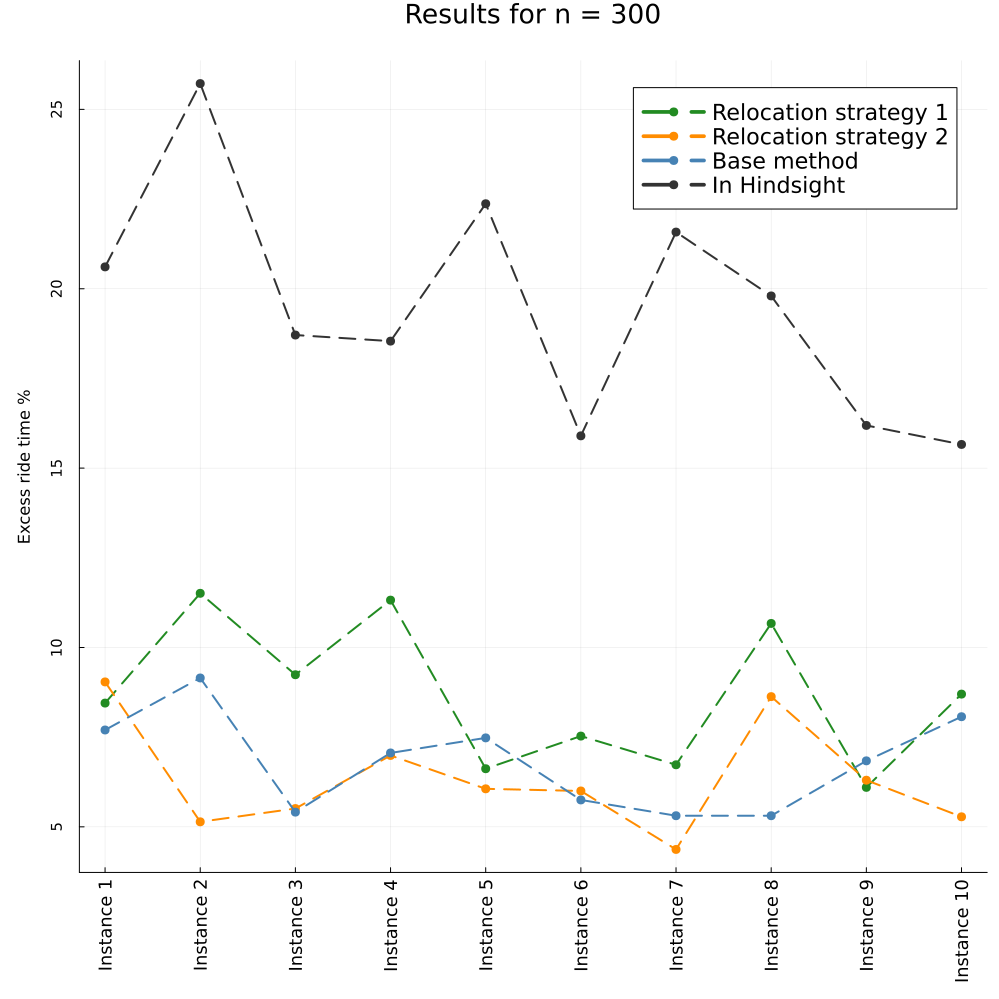 Results for n = 300
Relocation strategy 1
Relocation strategy 2
Base method
In Hindsight
Excess ride time %
25
20
15
10
5
Instance 1
Instance 2
Instance 3
Instance 4
Instance 5
Instance 6
Instance 7
Instance 8
Instance 9
Instance 10